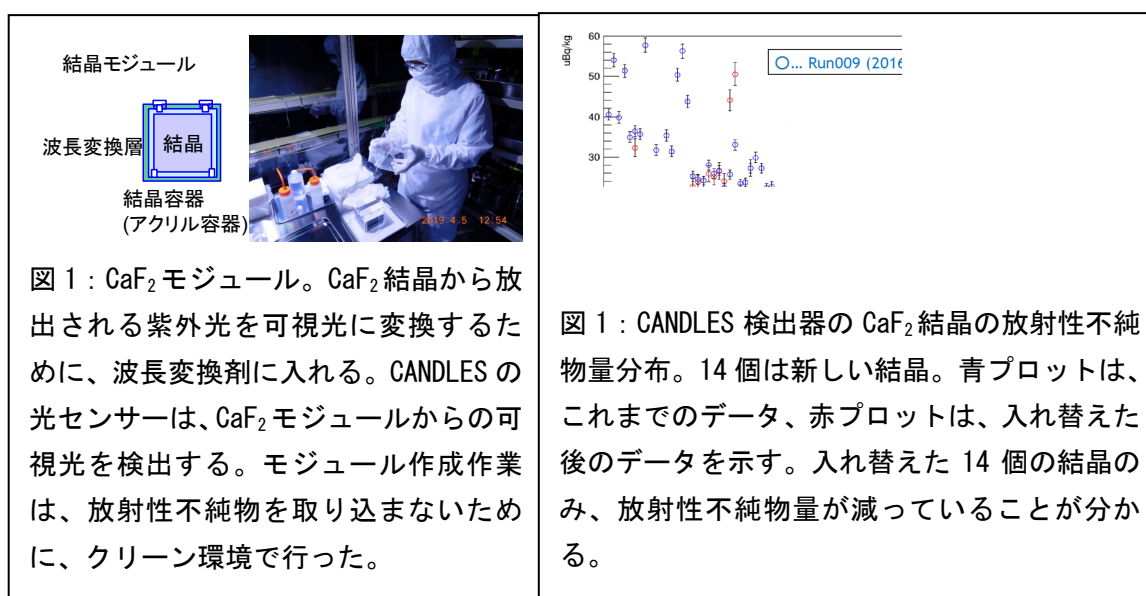 結晶モジュール
波長変換層
結晶
結晶容器
(アクリル容器)
2019 4.5 12:54
図1：CaF₂モジュール。CaF₂結晶から放
出される紫外光を可視光に変換するた
めに、波長変換剤に入れる。CANDLESの
光センサーは、CaF₂モジュールからの可
視光を検出する。モジュール作成作業
は、放射性不純物を取り込まないため
に、クリーン環境で行った。
uBq/kg
60
50
40
30
O... Run009 (2016
図1：CANDLES検出器のCaF₂結晶の放射性不純
物量分布。14個は新しい結晶。青プロットは、
これまでのデータ、赤プロットは、入れ替えた
後のデータを示す。入れ替えた 14 個の結晶の
み、放射性不純物量が減っていることが分か
る。